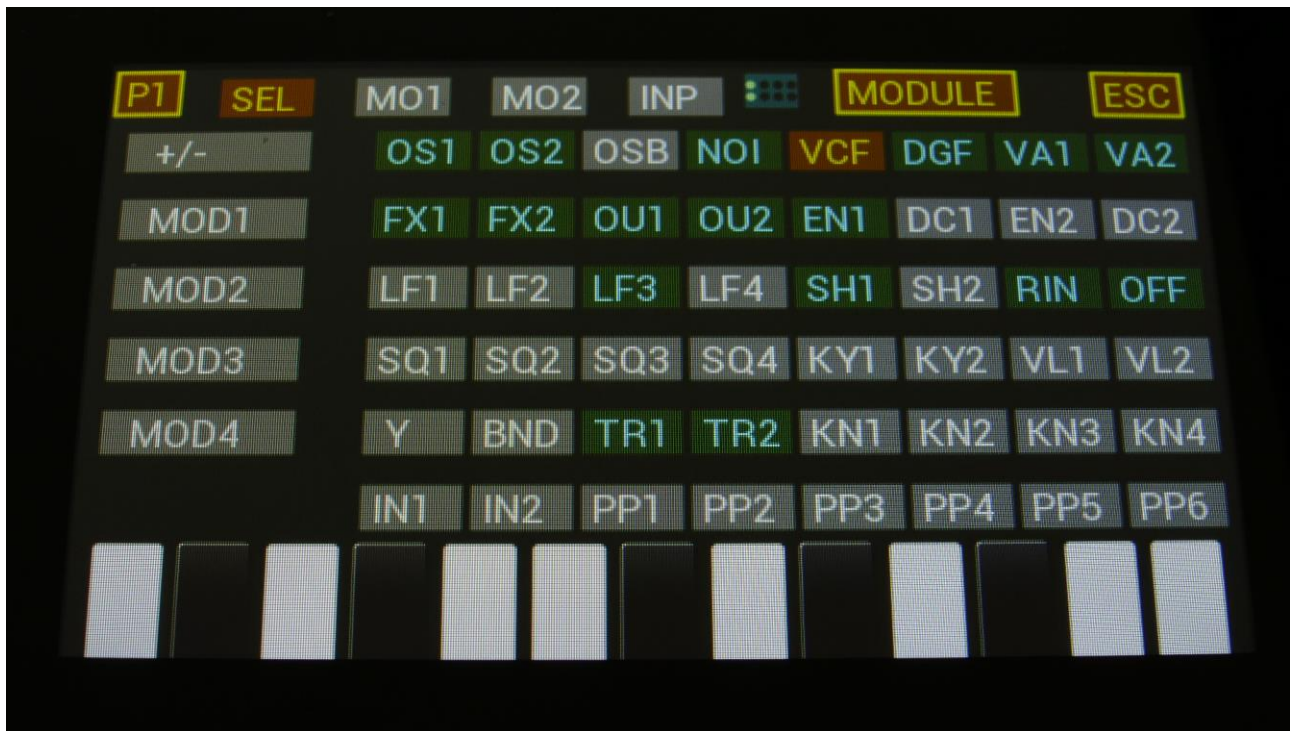 P1 SEL MO1 MO2 INP MODULE ESC
+/- OS1 OS2 OSB NOI VCF DGF VA1 VA2
MOD1 FX1 FX2 OU1 OU2 EN1 DC1 EN2 DC2
MOD2 LF1 LF2 LF3 LF4 SH1 SH2 RIN OFF
MOD3 SQ1 SQ2 SQ3 SQ4 KY1 KY2 VL1 VL2
MOD4 Y BND TR1 TR2 KN1 KN2 KN3 KN4
IN1 IN2 PP1 PP2 PP3 PP4 PP5 PP6